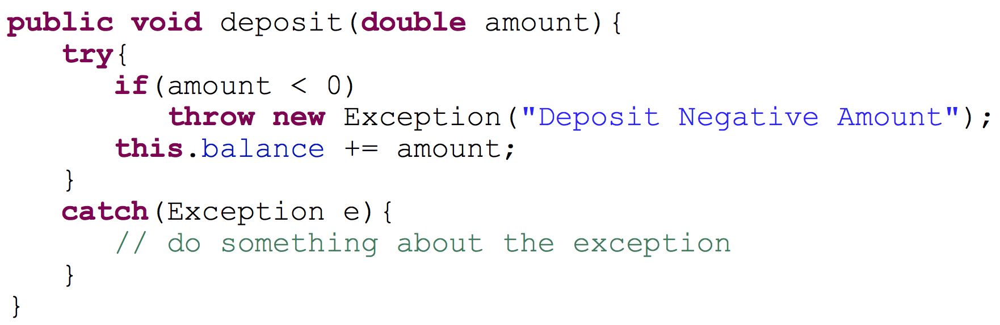 public void deposit(double amount){
try{
if(amount < 0)
throw new Exception("Deposit Negative Amount");
this.balance += amount;
}
catch(Exception e){
// do something about the exception
}
}